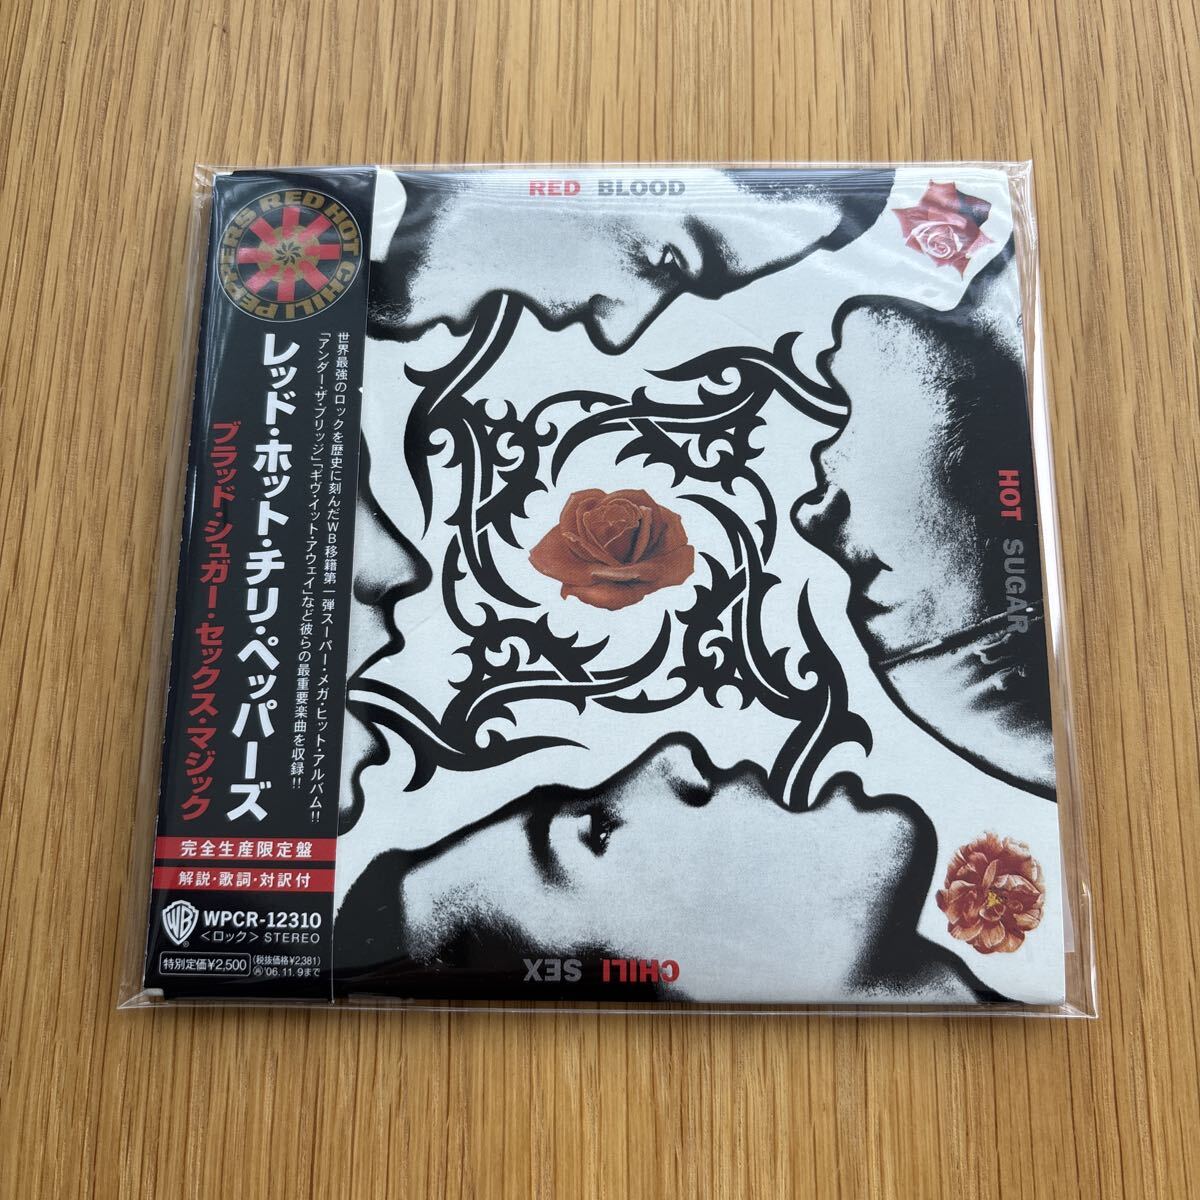 RED HOT CHILI PEPPERS
レッド・ホット・チリ・ペッパーズ
ブラッド・シュガー・セックス・マジック
世界最強のロックを歴史に刻んだWB移籍第一弾スーパー・メガ・ヒット・アルバム!!
「アンダー・ザ・ブリッジ」「ギヴ・イット・アウェイ」など彼らの最重要楽曲を収録!!
完全生産限定盤
解説・歌詞・対訳付
WB
WPCR-12310
<ロック> STEREO
特別定価¥2,500
(税抜価格¥2,381)
'06.11.9まで
RED BLOOD
HOT SUGAR
CHILI SEX